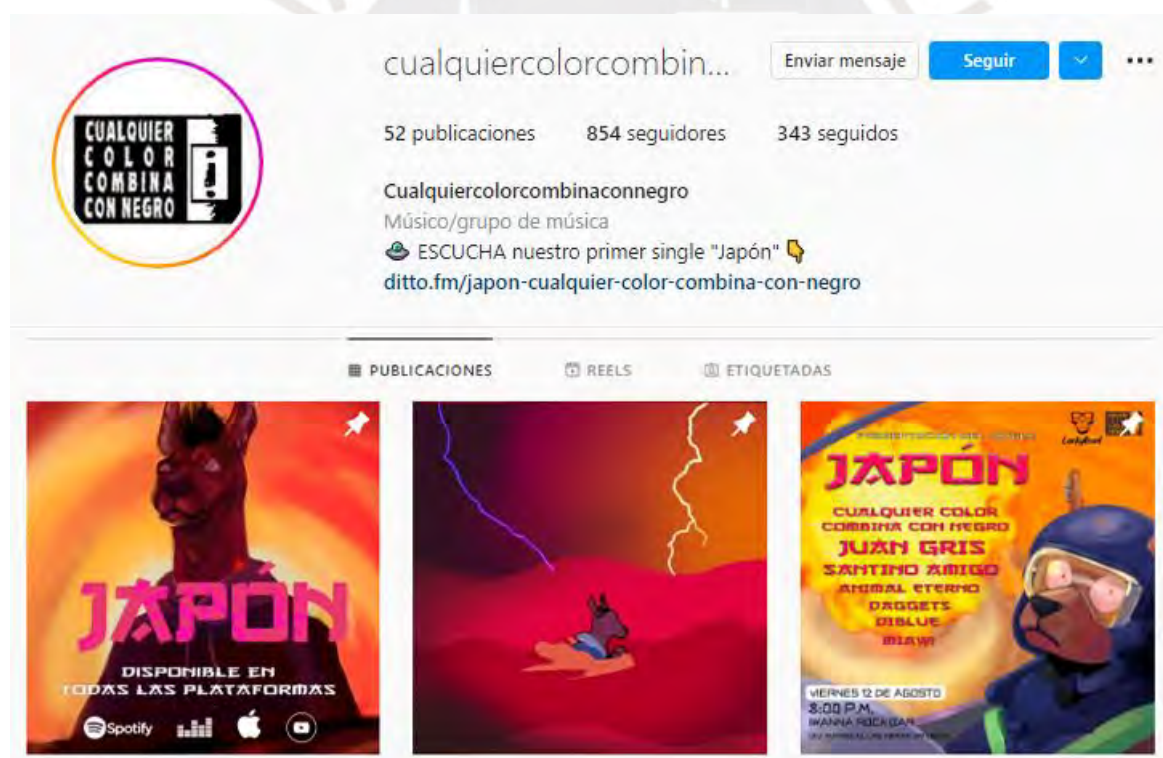 cualquiercolorcombin...
Enviar mensaje
Seguir
52 publicaciones 854 seguidores 343 seguidos
CUALQUIER
COLOR
COMBINA
CON NEGRO
Cualquiercolorcombinaconnegro
Músico/grupo de música
🛸 ESCUCHA nuestro primer single "Japón" 👇
ditto.fm/japon-cualquier-color-combina-con-negro
PUBLICACIONES
REELS
ETIQUETADAS
JAPÓN
DISPONIBLE EN
TODAS LAS PLATAFORMAS
Spotify
JAPÓN
CUALQUIER COLOR
COMBINA CON NEGRO
JUAN GRIS
SANTINO AMIGO
ANIMAL ETERNO
DAGGETS
DIBLUE
MIAWI
VIERNES 12 DE AGOSTO
8:00 P.M.